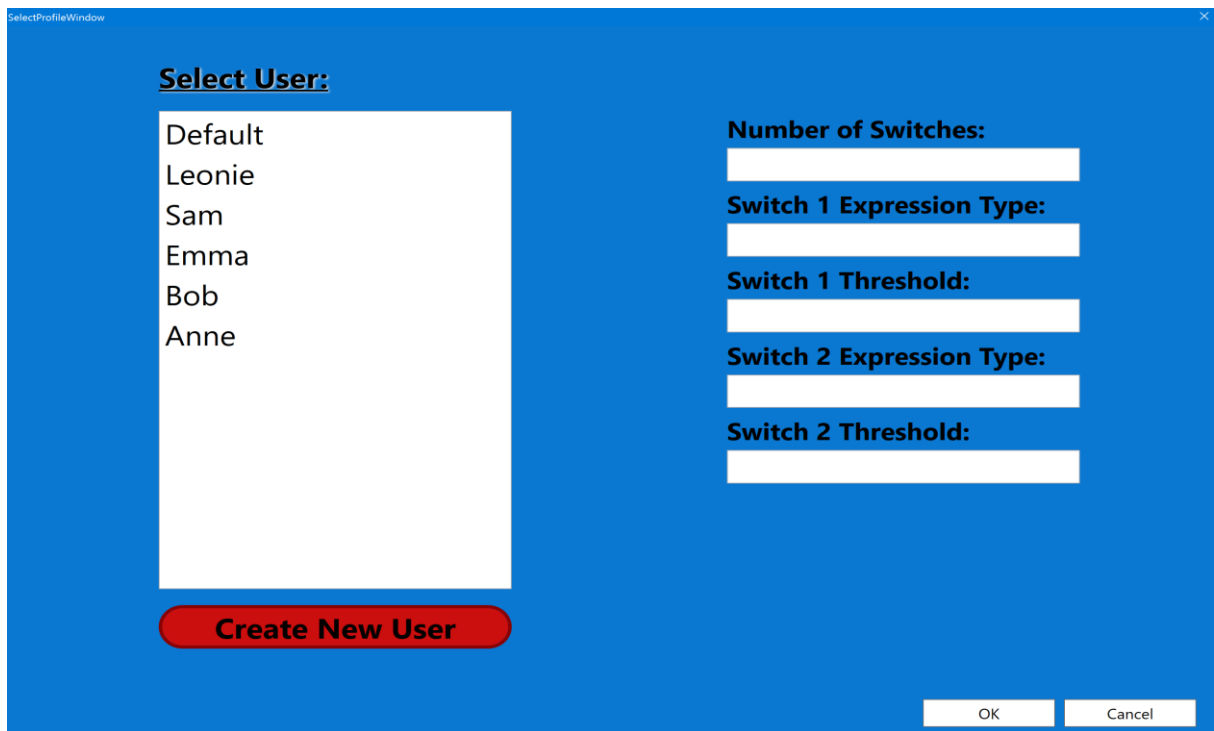 SelectProfileWindow
Select User:
Default
Leonie
Sam
Emma
Bob
Anne
Create New User
Number of Switches:
Switch 1 Expression Type:
Switch 1 Threshold:
Switch 2 Expression Type:
Switch 2 Threshold:
OK
Cancel